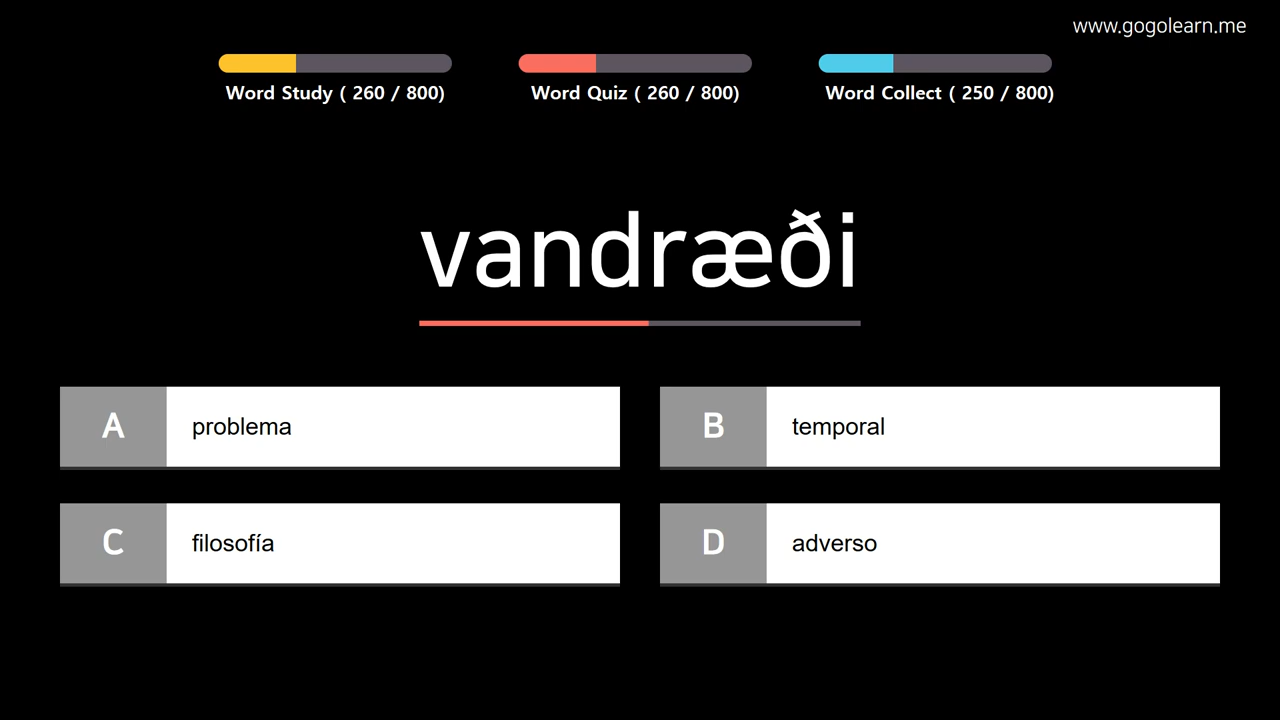 www.gogolearn.me
Word Study ( 260 / 800)
Word Quiz ( 260 / 800)
Word Collect ( 250 / 800)
vandræði
A problema
B temporal
C filosofía
D adverso